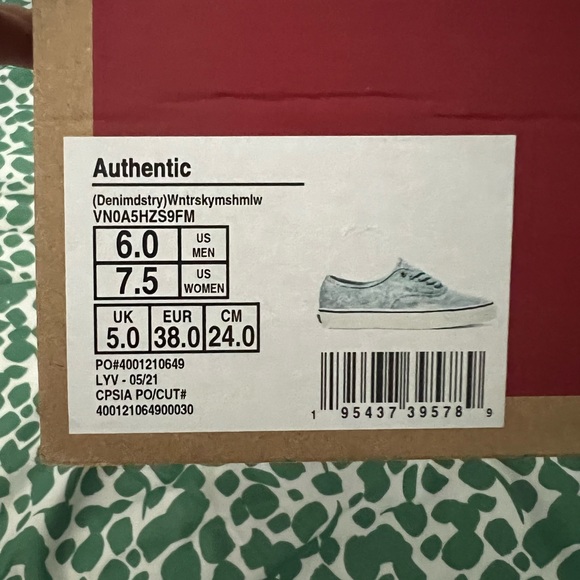 Authentic
(Denimdstry)Wntrskymshmlw
VN0A5HZS9FM
6.0 US MEN
7.5 US WOMEN
UK EUR CM
5.0 38.0 24.0
PO#4001210649
LYV - 05/21
CPSIA PO/CUT#
400121064900030
1 95437 39578 9